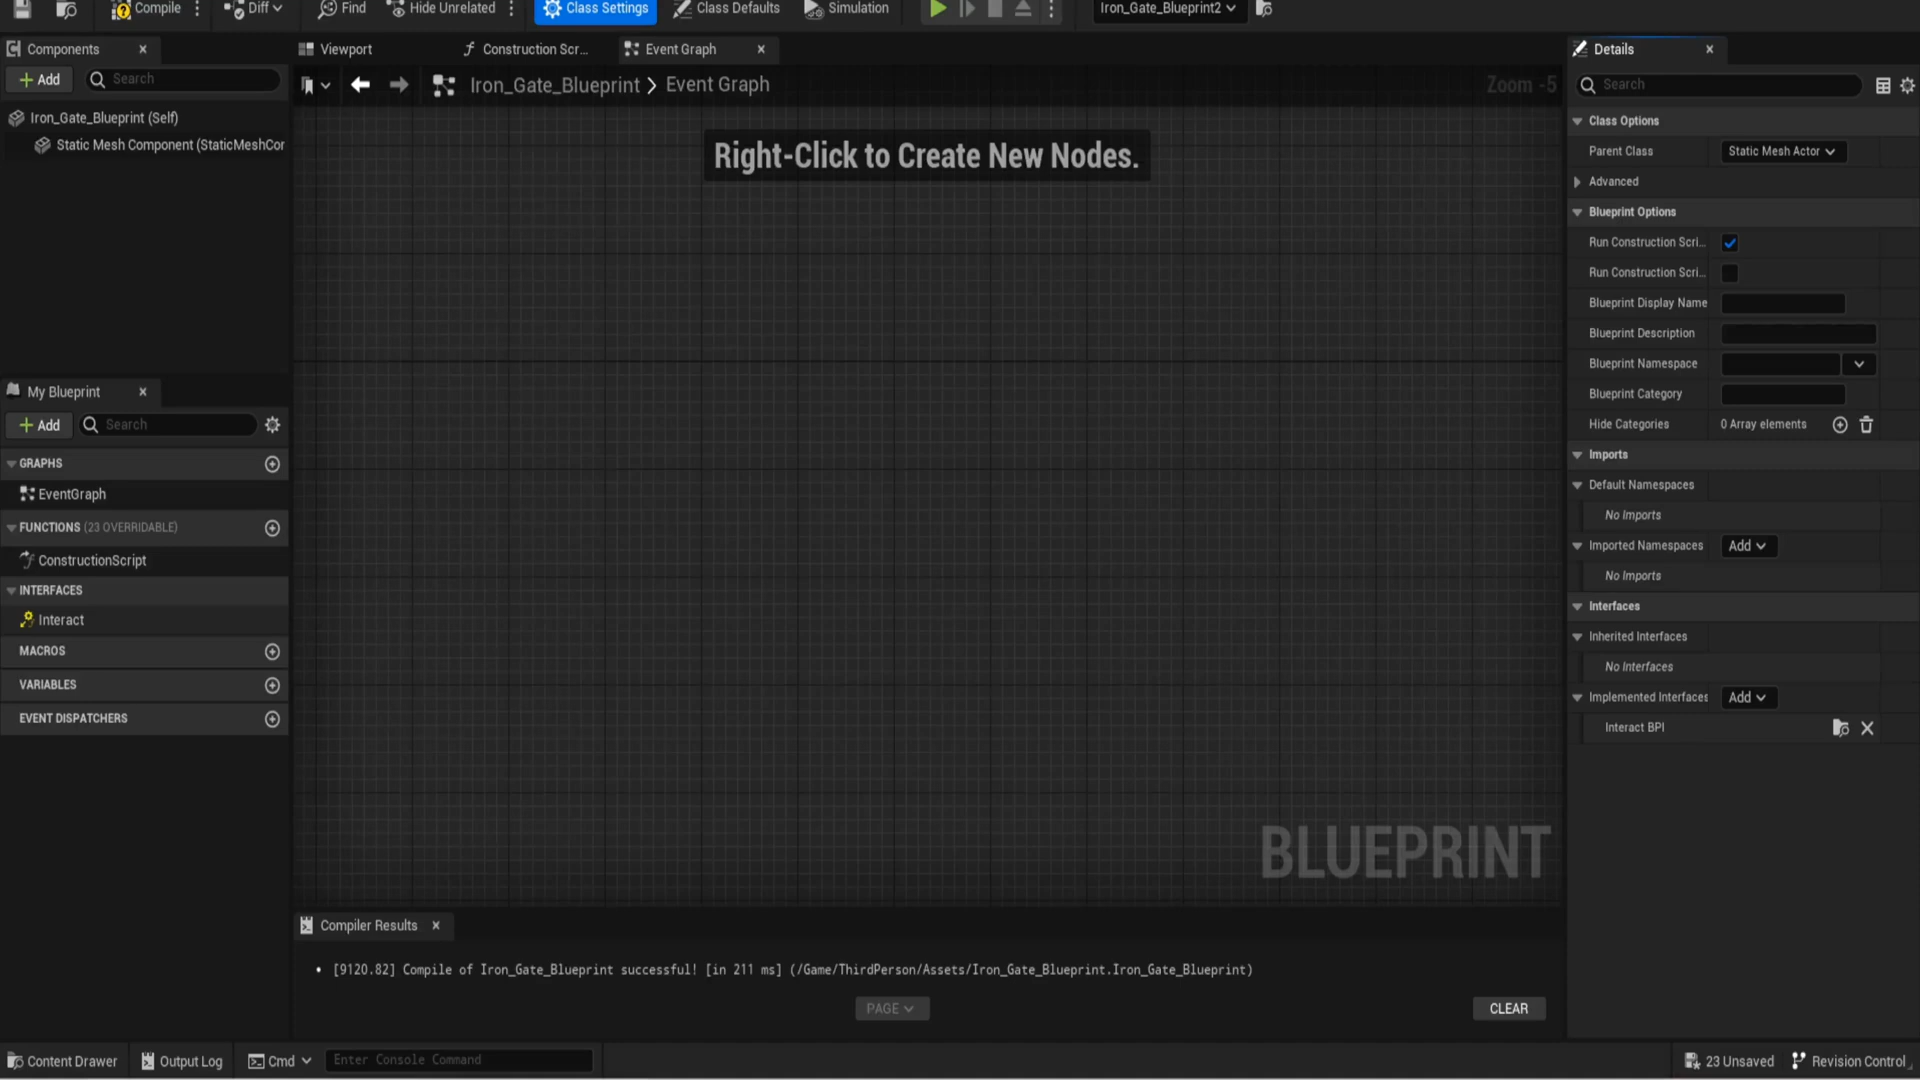 Compile
Diff
Find
Hide Unrelated
Class Settings
Class Defaults
Simulation
Iron_Gate_Blueprint2
Components
Viewport
Construction Scr...
Event Graph
Details
Add
Search
Iron_Gate_Blueprint > Event Graph
Zoom -5
Search
Iron_Gate_Blueprint (Self)
Static Mesh Component (StaticMeshCor
Right-Click to Create New Nodes.
Class Options
Parent Class
Static Mesh Actor
Advanced
Blueprint Options
Run Construction Scri...
Run Construction Scri...
Blueprint Display Name
Blueprint Description
Blueprint Namespace
Blueprint Category
Hide Categories
0 Array elements
Imports
Default Namespaces
No Imports
Imported Namespaces
Add
No Imports
Interfaces
Inherited Interfaces
No Interfaces
Implemented Interfaces
Add
Interact BPI
My Blueprint
Add
Search
GRAPHS
EventGraph
FUNCTIONS (23 OVERRIDABLE)
ConstructionScript
INTERFACES
Interact
MACROS
VARIABLES
EVENT DISPATCHERS
BLUEPRINT
Compiler Results
[9120.82] Compile of Iron_Gate_Blueprint successful! [in 211 ms] (/Game/ThirdPerson/Assets/Iron_Gate_Blueprint.Iron_Gate_Blueprint)
PAGE
CLEAR
Content Drawer
Output Log
Cmd
Enter Console Command
23 Unsaved
Revision Control